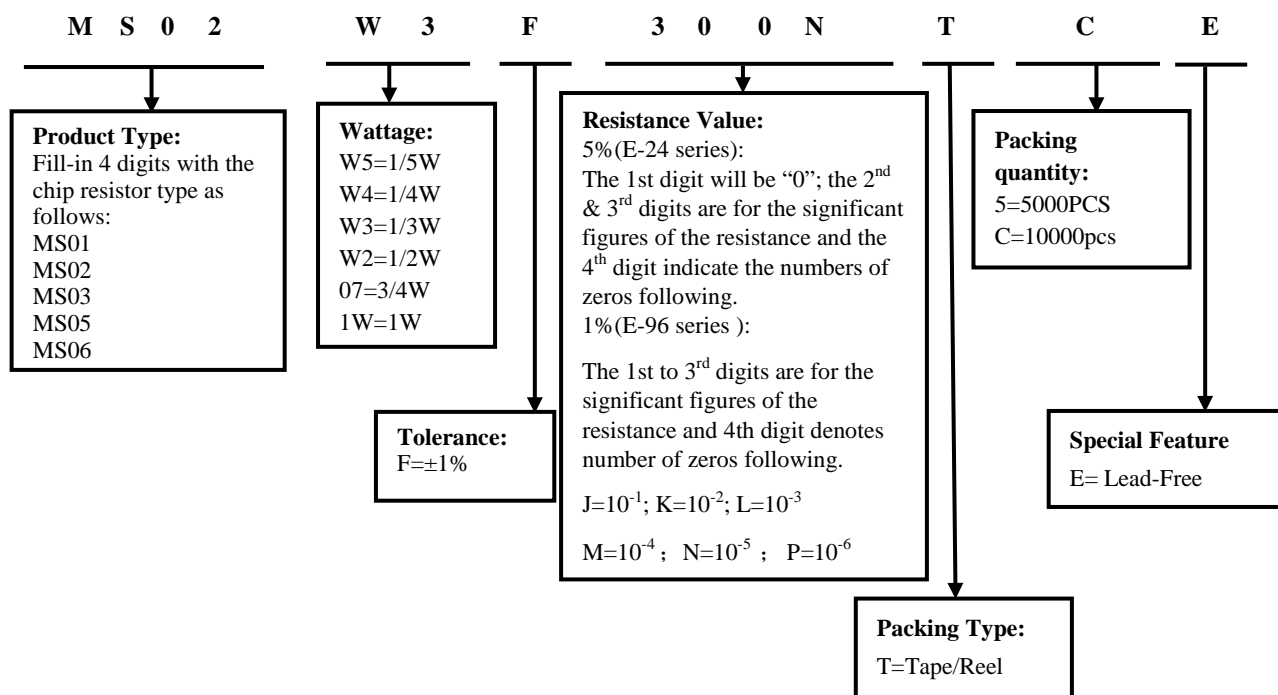 M S 0 2 W 3 F 3 0 0 N T C E
Product Type:
Fill-in 4 digits with the
chip resistor type as
follows:
MS01
MS02
MS03
MS05
MS06
Wattage:
W5=1/5W
W4=1/4W
W3=1/3W
W2=1/2W
07=3/4W
1W=1W
Tolerance:
F=±1%
Resistance Value:
5%(E-24 series):
The 1st digit will be “0”; the 2nd
& 3rd digits are for the significant
figures of the resistance and the
4th digit indicate the numbers of
zeros following.
1%(E-96 series ):
The 1st to 3rd digits are for the
significant figures of the
resistance and 4th digit denotes
number of zeros following.
J=10-1; K=10-2; L=10-3
M=10-4 ； N=10-5 ； P=10-6
Packing Type:
T=Tape/Reel
Packing
quantity:
5=5000PCS
C=10000pcs
Special Feature
E= Lead-Free